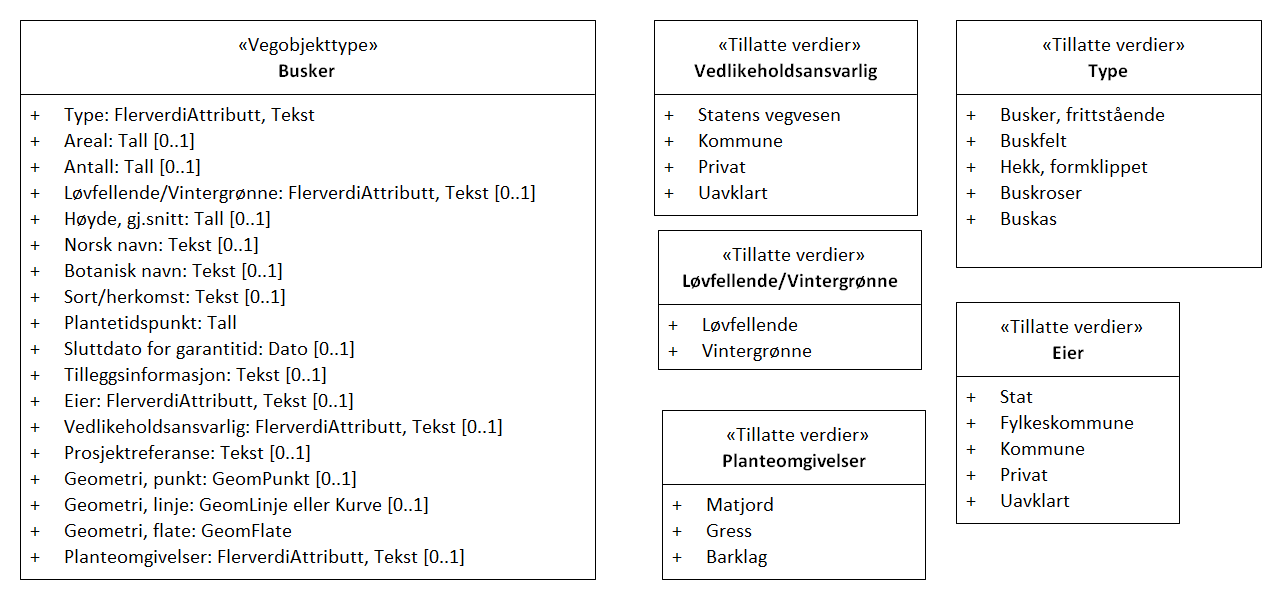 «Vegobjekttype»
Busker
+ Type: FlerverdiAttributt, Tekst
+ Areal: Tall [0..1]
+ Antall: Tall [0..1]
+ Løvfellende/Vintergrønne: FlerverdiAttributt, Tekst [0..1]
+ Høyde, gj.snitt: Tall [0..1]
+ Norsk navn: Tekst [0..1]
+ Botanisk navn: Tekst [0..1]
+ Sort/herkomst: Tekst [0..1]
+ Plantetidspunkt: Tall
+ Sluttdato for garantitid: Dato [0..1]
+ Tilleggsinformasjon: Tekst [0..1]
+ Eier: FlerverdiAttributt, Tekst [0..1]
+ Vedlikeholdsansvarlig: FlerverdiAttributt, Tekst [0..1]
+ Prosjektreferanse: Tekst [0..1]
+ Geometri, punkt: GeomPunkt [0..1]
+ Geometri, linje: GeomLinje eller Kurve [0..1]
+ Geometri, flate: GeomFlate
+ Planteomgivelser: FlerverdiAttributt, Tekst [0..1]
«Tillatte verdier»
Vedlikeholdsansvarlig
+ Statens vegvesen
+ Kommune
+ Privat
+ Uavklart
«Tillatte verdier»
Løvfellende/Vintergrønne
+ Løvfellende
+ Vintergrønne
«Tillatte verdier»
Planteomgivelser
+ Matjord
+ Gress
+ Barklag
«Tillatte verdier»
Type
+ Busker, frittstående
+ Buskfelt
+ Hekk, formklippet
+ Buskroser
+ Buskas
«Tillatte verdier»
Eier
+ Stat
+ Fylkeskommune
+ Kommune
+ Privat
+ Uavklart